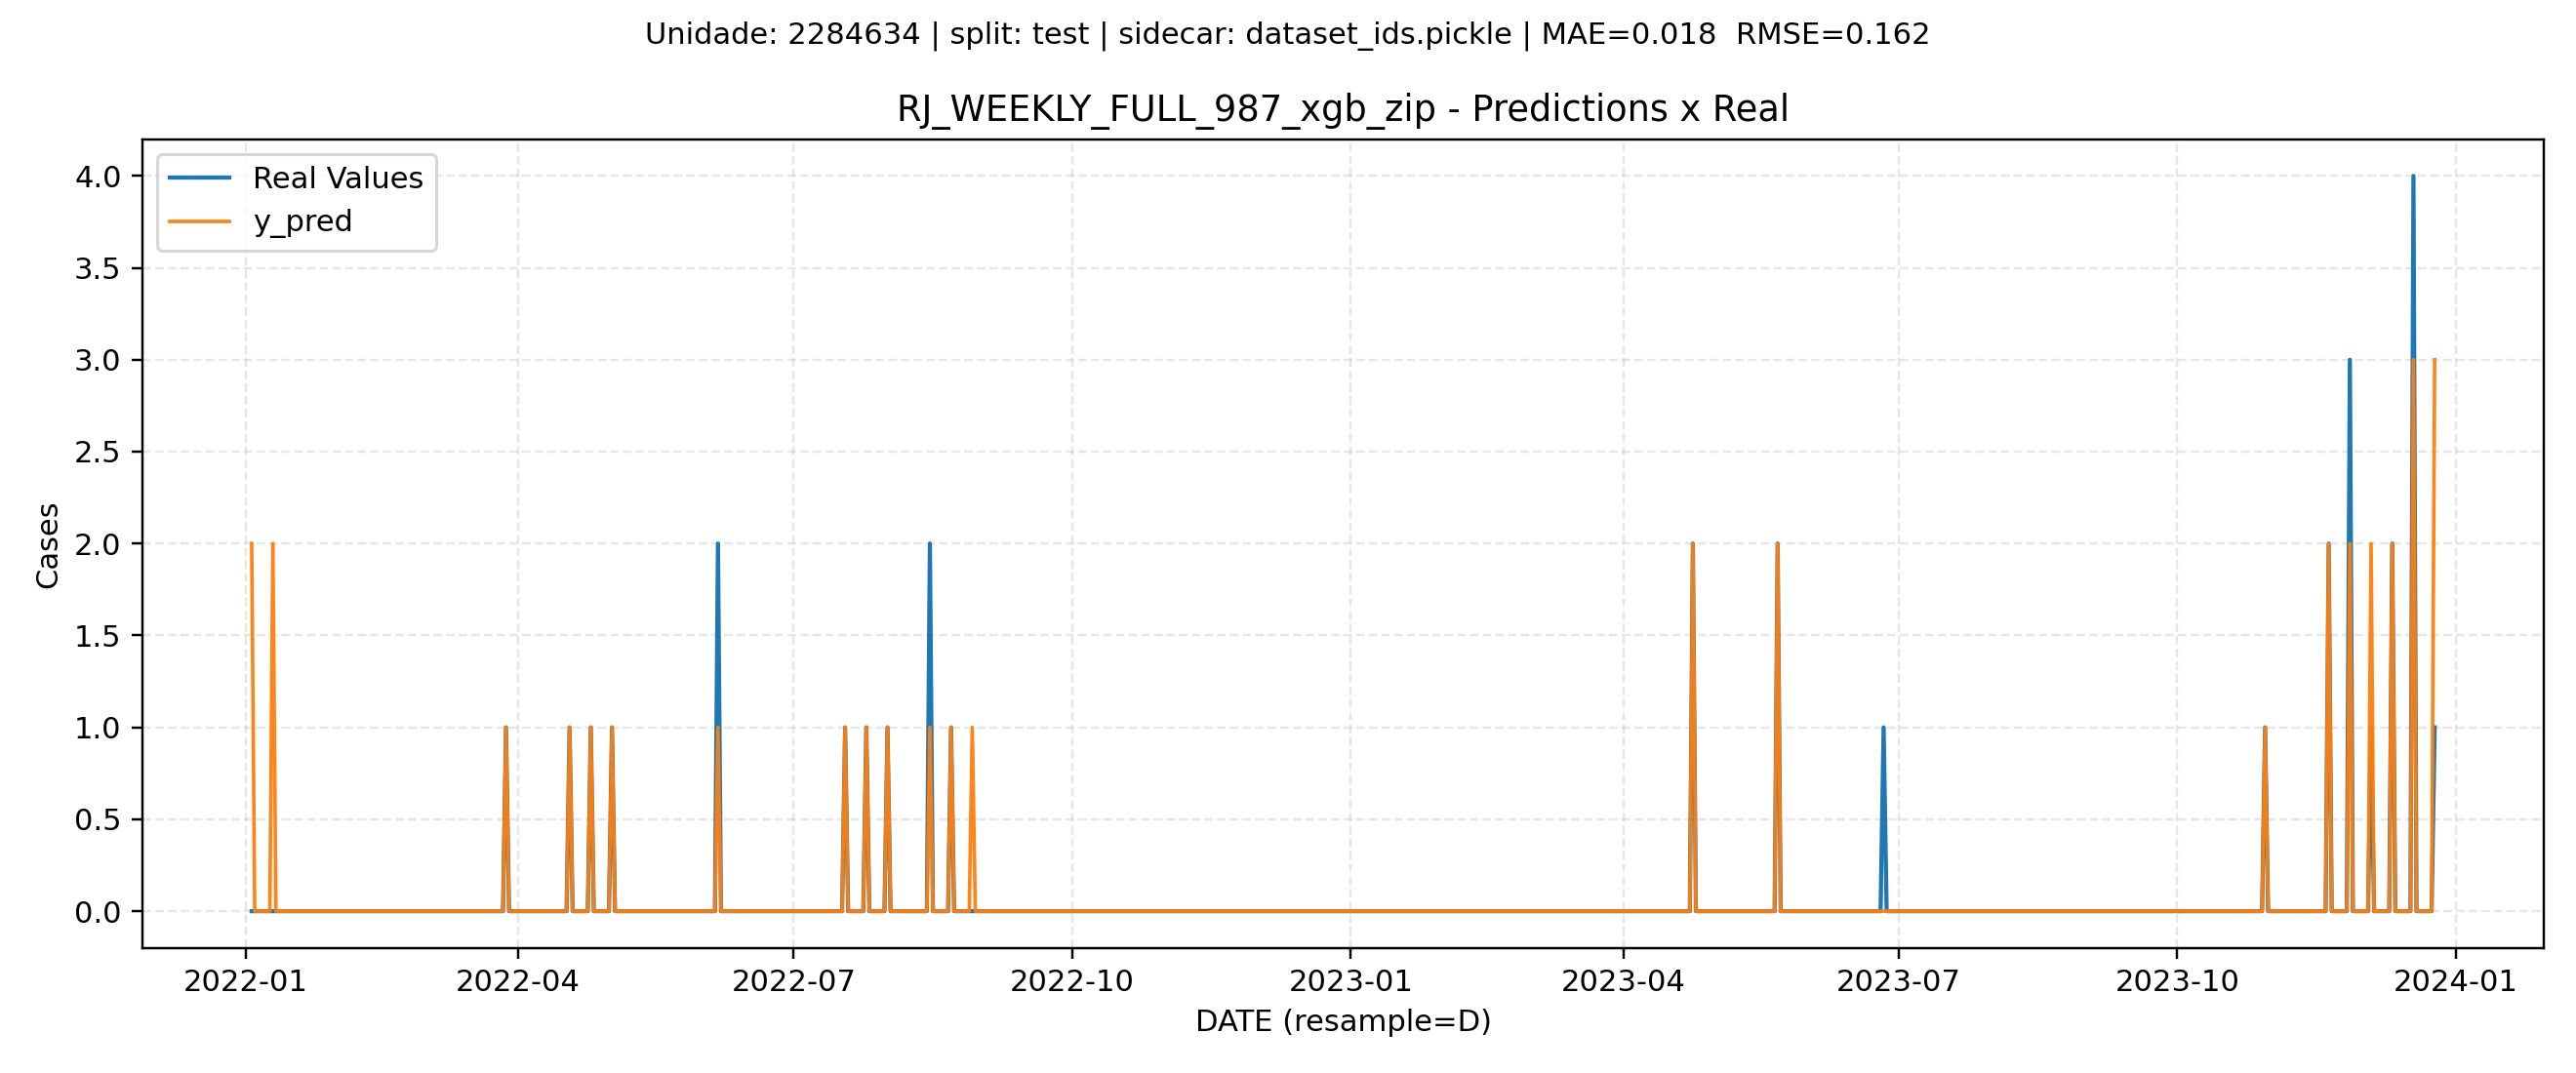 Unidade: 2284634 | split: test | sidecar: dataset_ids.pickle | MAE=0.018  RMSE=0.162
RJ_WEEKLY_FULL_987_xgb_zip - Predictions x Real
Real Values
y_pred
4.0
3.5
3.0
2.5
2.0
1.5
1.0
0.5
0.0
Cases
2022-01 2022-04 2022-07 2022-10 2023-01 2023-04 2023-07 2023-10 2024-01
DATE (resample=D)